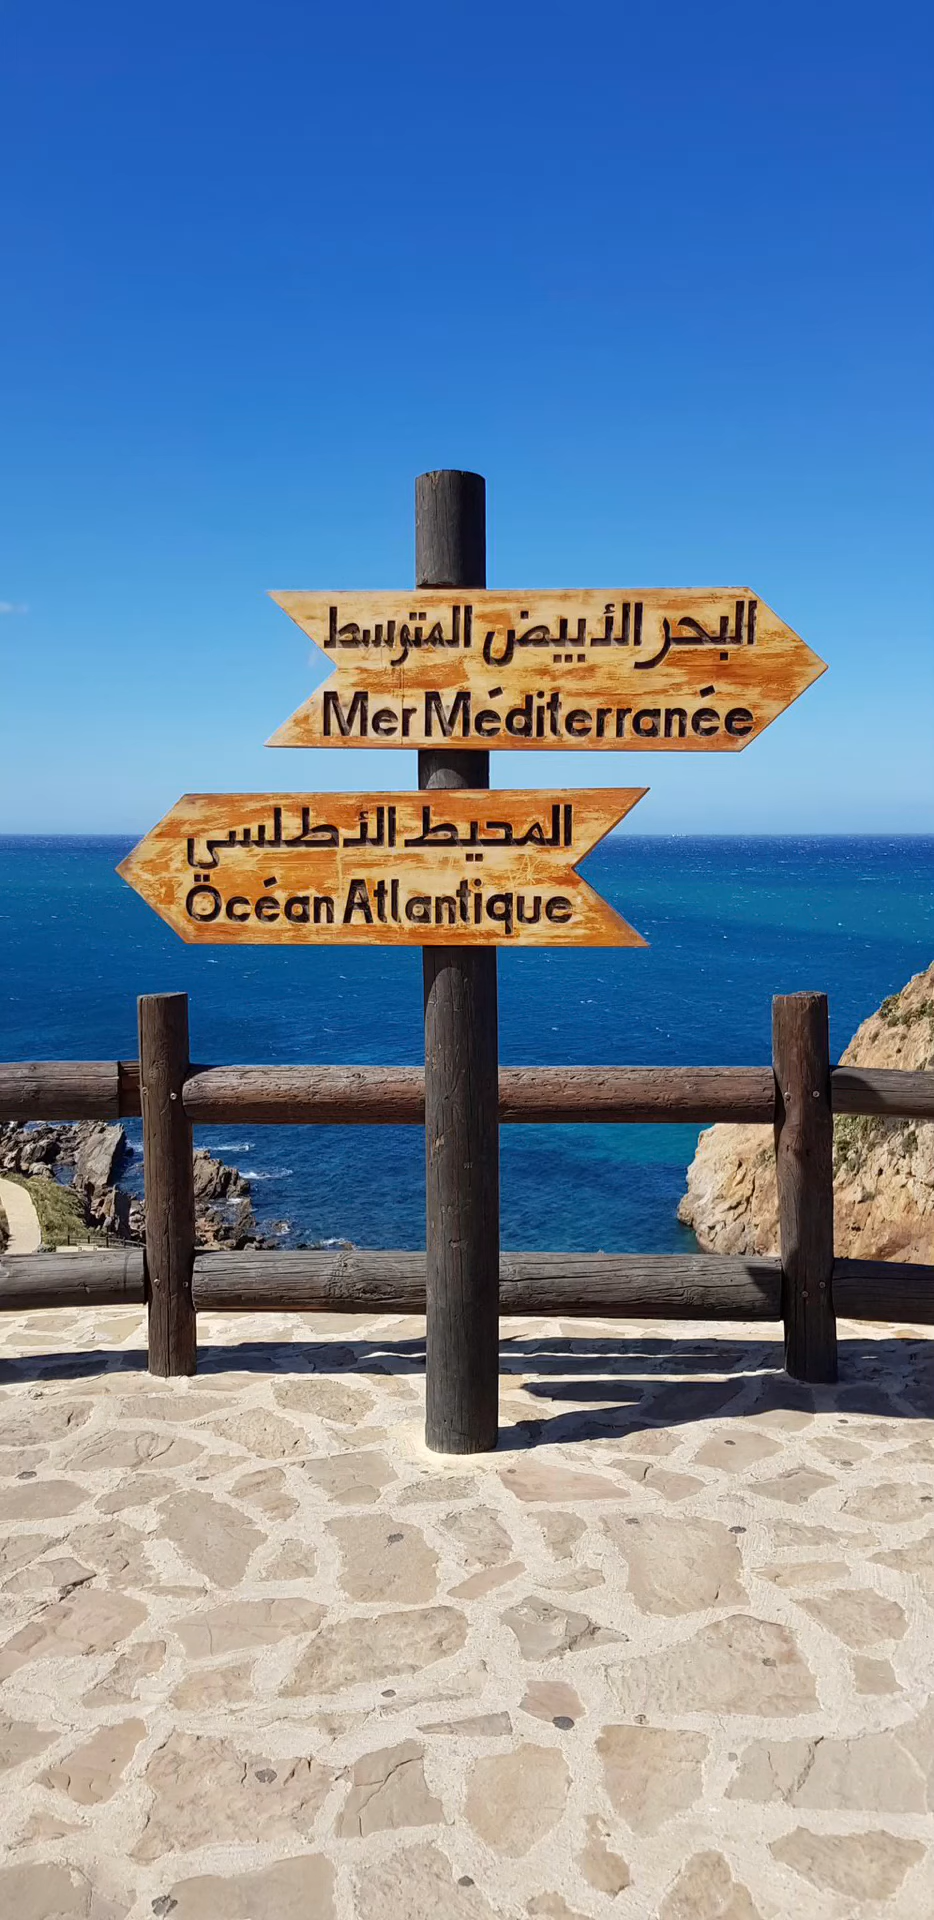 البحر الأبيض المتوسط
Mer Méditerranée
المحيط الأطلسي
Océan Atlantique